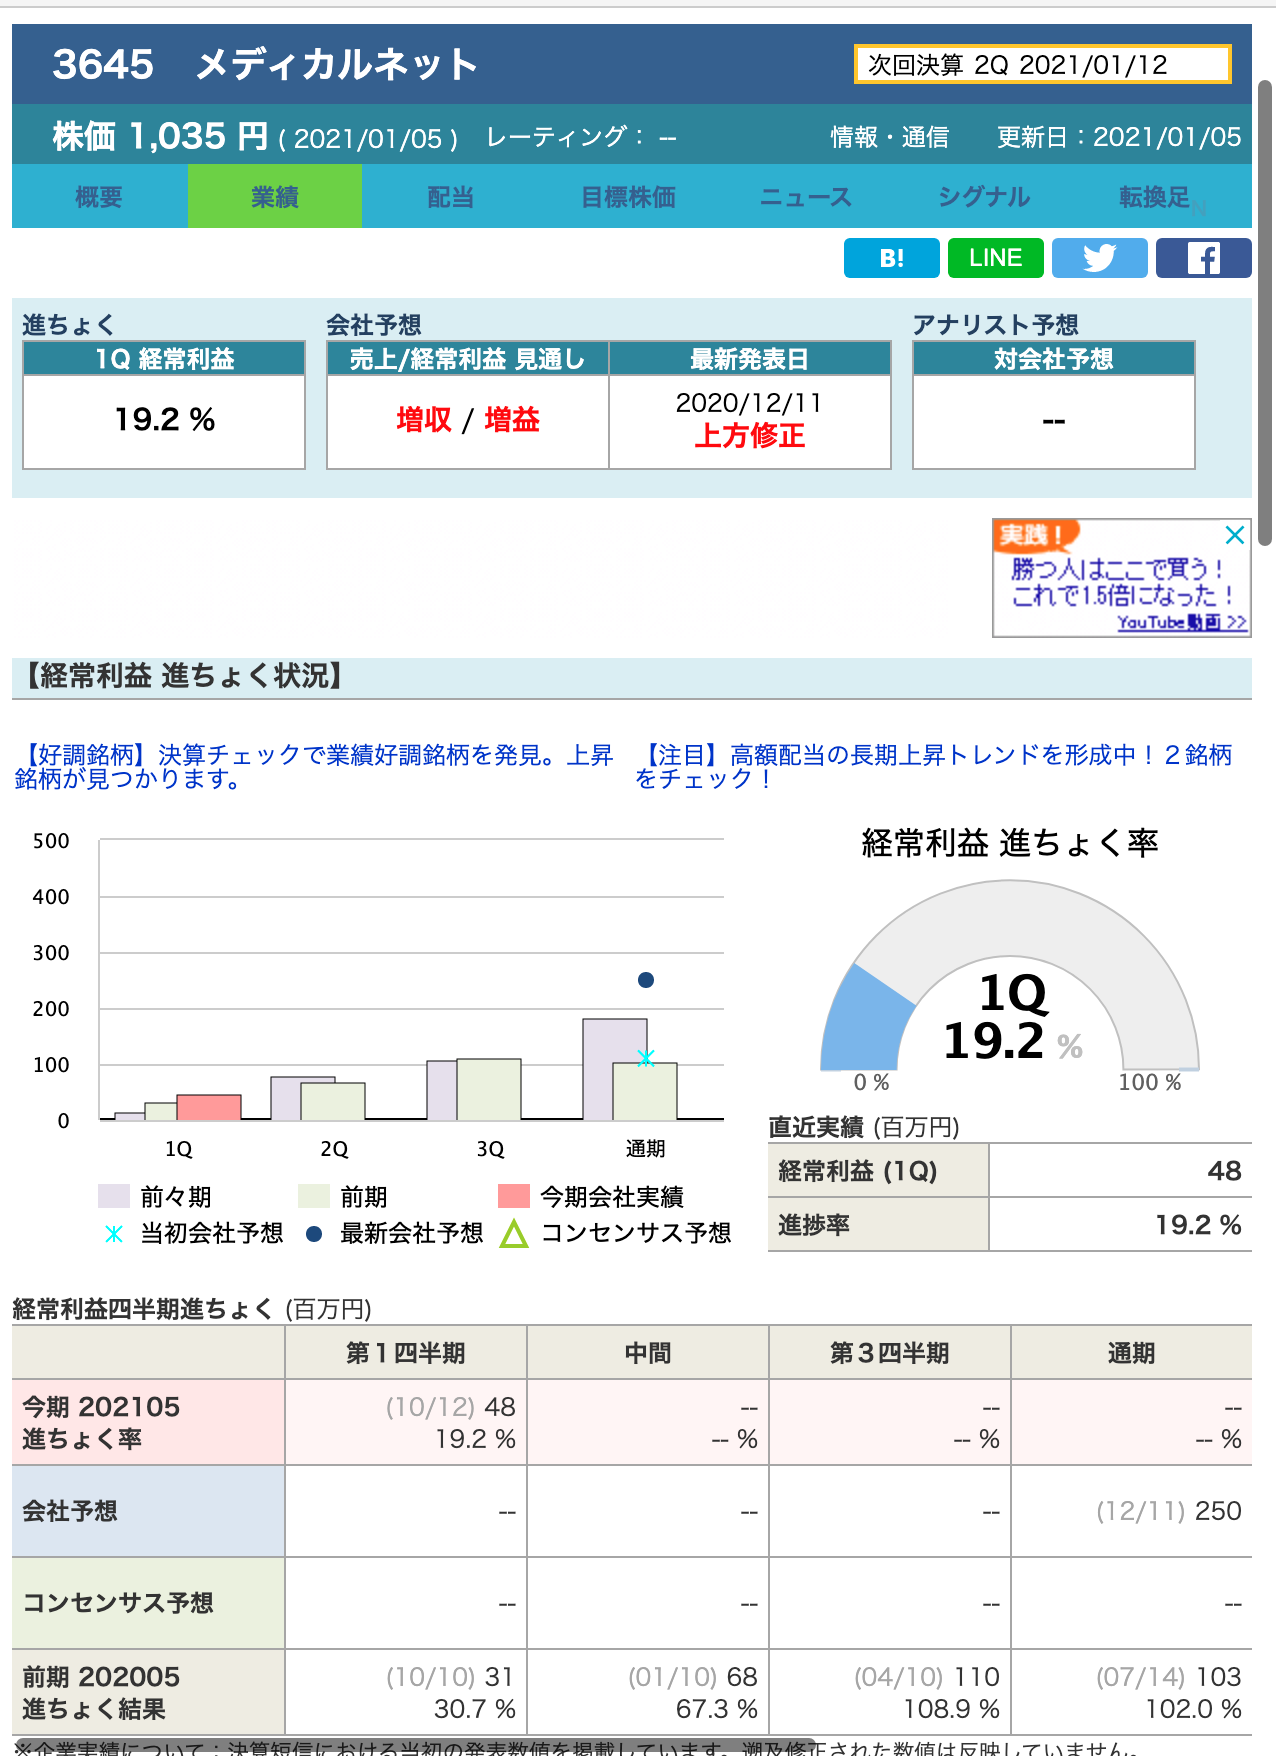 3645 メディカルネット
次回決算 2Q 2021/01/12
株価 1,035 円 ( 2021/01/05 ) レーティング： -- 情報・通信 更新日：2021/01/05
概要 業績 配当 目標株価 ニュース シグナル 転換足
B! LINE
進ちょく
1Q 経常利益
19.2 %
会社予想
売上/経常利益 見通し 最新発表日
増収 / 増益
2020/12/11
上方修正
アナリスト予想
対会社予想
--
実践！
勝つ人はここで買う！
これで1.5倍になった！
YouTube動画 >>
【経常利益 進ちょく状況】
【好調銘柄】決算チェックで業績好調銘柄を発見。上昇
銘柄が見つかります。
【注目】高額配当の長期上昇トレンドを形成中！２銘柄
をチェック！
500
400
300
200
100
0
1Q 2Q 3Q 通期
前々期 前期 今期会社実績
当初会社予想 最新会社予想 コンセンサス予想
経常利益 進ちょく率
1Q
19.2 %
0 % 100 %
直近実績 (百万円)
経常利益 (1Q) 48
進捗率 19.2 %
経常利益四半期進ちょく (百万円)
第１四半期 中間 第３四半期 通期
今期 202105 (10/12) 48 -- -- --
進ちょく率 19.2 % -- % -- % -- %
会社予想 -- -- -- (12/11) 250
コンセンサス予想 -- -- -- --
前期 202005 (10/10) 31 (01/10) 68 (04/10) 110 (07/14) 103
進ちょく結果 30.7 % 67.3 % 108.9 % 102.0 %
※企業実績について：決算短信における当初の発表数値を掲載しています。遡及修正された数値は反映していません。